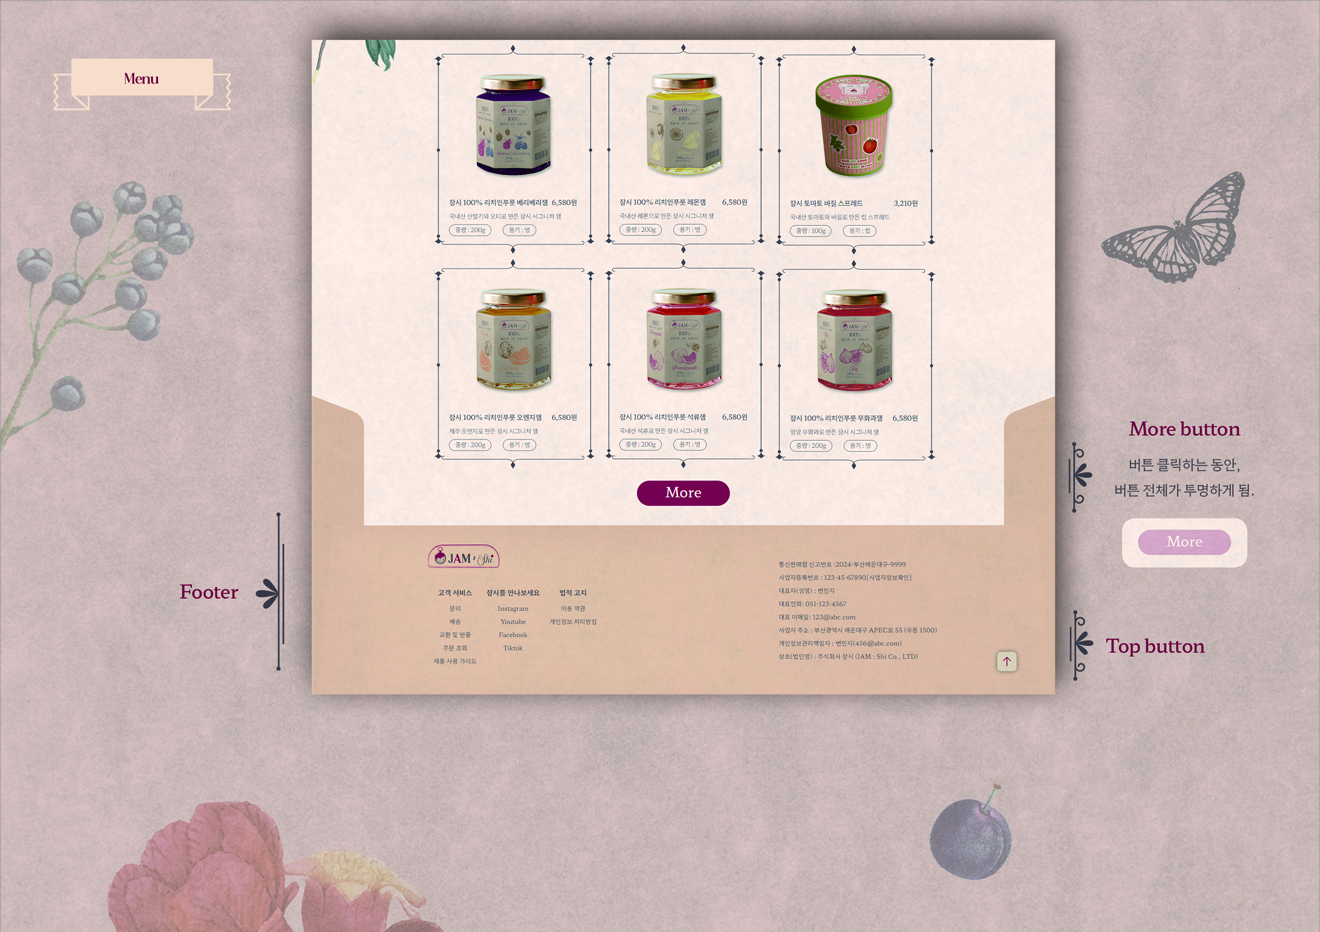 Menu
잼시 100% 리치인푸룻 베리베리잼 6,580원
국내산 산딸기와 오디로 만든 잼시 시그니처 잼
중량 : 200g 용기 : 병
잼시 100% 리치인푸룻 레몬잼 6,580원
국내산 레몬으로 만든 잼시 시그니처 잼
중량 : 200g 용기 : 병
잼시 토마토 바질 스프레드 3,210원
국내산 토마토와 바질로 만든 컵 스프레드
중량 : 100g 용기 : 컵
잼시 100% 리치인푸룻 오렌지잼 6,580원
제주 오렌지로 만든 잼시 시그니처 잼
중량 : 200g 용기 : 병
잼시 100% 리치인푸룻 석류잼 6,580원
국내산 석류로 만든 잼시 시그니처 잼
중량 : 200g 용기 : 병
잼시 100% 리치인푸룻 무화과잼 6,580원
영암 무화과로 만든 잼시 시그니처 잼
중량 : 200g 용기 : 병
More
More button
버튼 클릭하는 동안,
버튼 전체가 투명하게 됨.
More
Footer
JAM : Shi
고객 서비스
문의
배송
교환 및 반품
주문 조회
제품 사용 가이드
잼시를 만나보세요
Instagram
Youtube
Facebook
Tiktok
법적 고지
이용 약관
개인정보 처리방침
통신판매업 신고번호 :2024-부산해운대구-9999
사업자등록번호 : 123-45-67890[사업자정보확인]
대표자(성명) : 변민지
대표전화: 051-123-4567
대표 이메일: 123@abc.com
사업자 주소 : 부산광역시 해운대구 APEC로 55 (우동 1500)
개인정보관리책임자 : 변민지(456@abc.com)
상호(법인명) : 주식회사 잼시 (JAM : Shi Co., LTD)
Top button